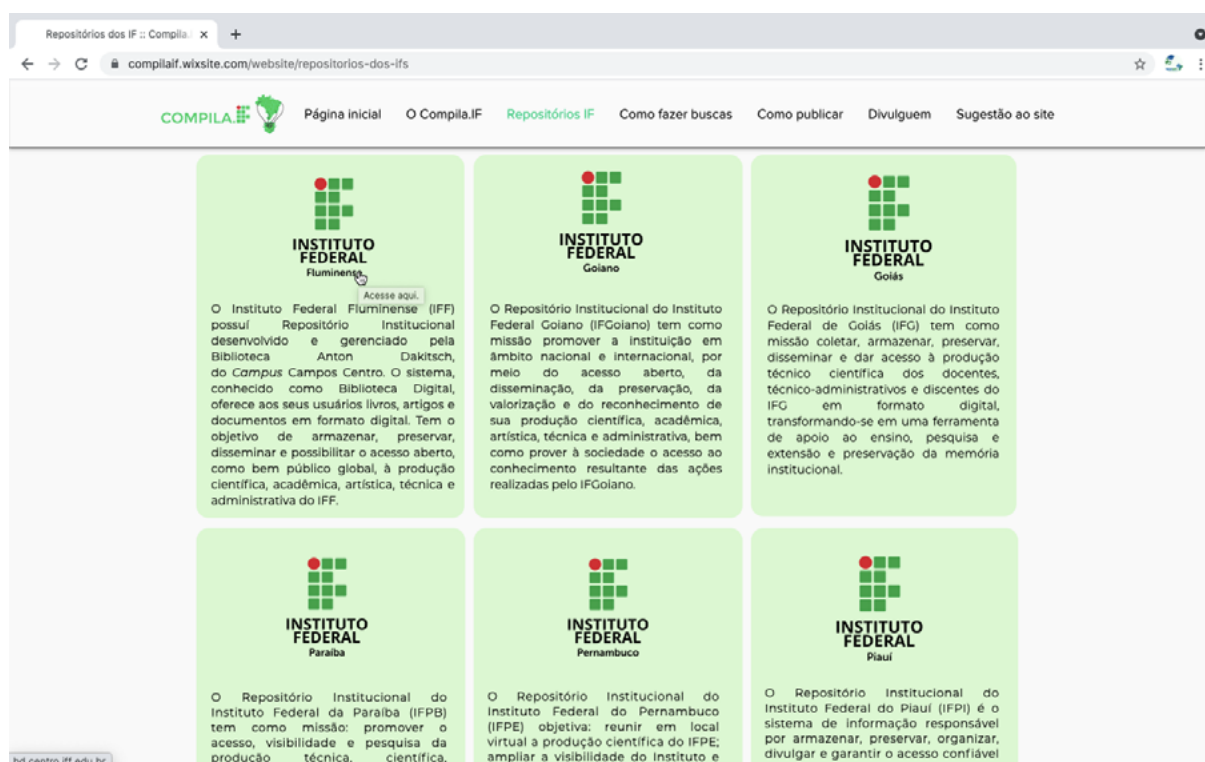 Repositórios dos IF :: Compila.
compilaif.wixsite.com/website/repositorios-dos-ifs
COMPILA.IF
Página inicial O Compila.IF Repositórios IF Como fazer buscas Como publicar Divulguem Sugestão ao site
INSTITUTO
FEDERAL
Fluminense
Acesse aqui.
O Instituto Federal Fluminense (IFF)
possuí Repositório Institucional
desenvolvido e gerenciado pela
Biblioteca Anton Dakitsch,
do Campus Campos Centro. O sistema,
conhecido como Biblioteca Digital,
oferece aos seus usuários livros, artigos e
documentos em formato digital. Tem o
objetivo de armazenar, preservar,
disseminar e possibilitar o acesso aberto,
como bem público global, à produção
científica, acadêmica, artística, técnica e
administrativa do IFF.
INSTITUTO
FEDERAL
Goiano
O Repositório Institucional do Instituto
Federal Goiano (IFGoiano) tem como
missão promover a instituição em
âmbito nacional e internacional, por
meio do acesso aberto, da
disseminação, da preservação, da
valorização e do reconhecimento de
sua produção científica, acadêmica,
artística, técnica e administrativa, bem
como prover à sociedade o acesso ao
conhecimento resultante das ações
realizadas pelo IFGoiano.
INSTITUTO
FEDERAL
Goiás
O Repositório Institucional do Instituto
Federal de Goiás (IFG) tem como
missão coletar, armazenar, preservar,
disseminar e dar acesso à produção
técnico científica dos docentes,
técnico-administrativos e discentes do
IFG em formato digital,
transformando-se em uma ferramenta
de apoio ao ensino, pesquisa e
extensão e preservação da memória
institucional.
INSTITUTO
FEDERAL
Paraíba
O Repositório Institucional do
Instituto Federal da Paraíba (IFPB)
tem como missão: promover o
acesso, visibilidade e pesquisa da
produção técnica, científica,
INSTITUTO
FEDERAL
Pernambuco
O Repositório Institucional do
Instituto Federal do Pernambuco
(IFPE) objetiva: reunir em local
virtual a produção científica do IFPE;
ampliar a visibilidade do Instituto e
INSTITUTO
FEDERAL
Piauí
O Repositório Institucional do
Instituto Federal do Piauí (IFPI) é o
sistema de informação responsável
por armazenar, preservar, organizar,
divulgar e garantir o acesso confiável
bd.centro.iff.edu.br